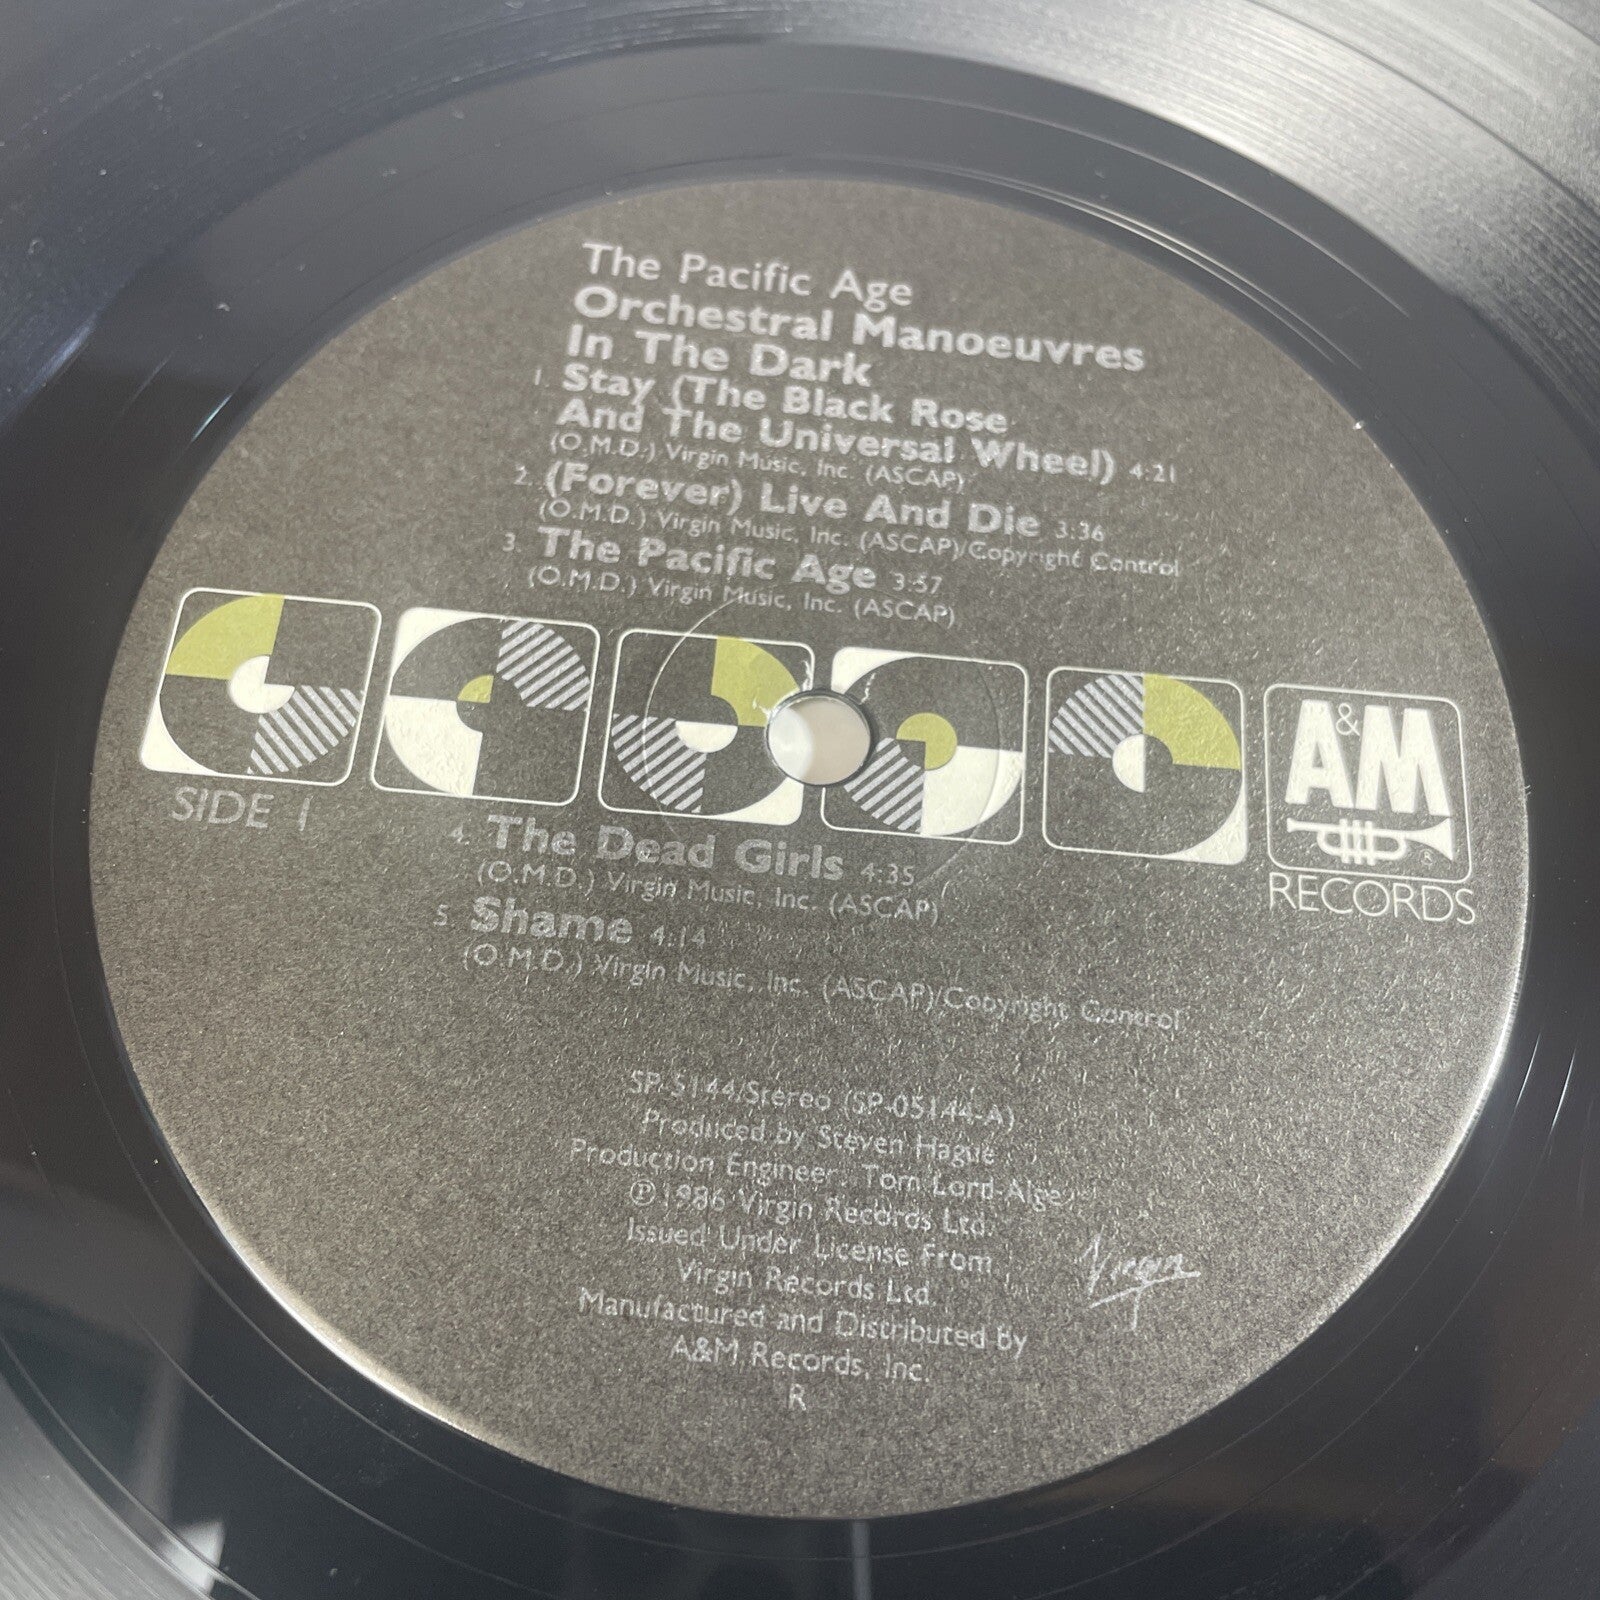 The Pacific Age
Orchestral Manoeuvres
In The Dark
1. Stay (The Black Rose
And The Universal Wheel) 4:21
(O.M.D.) Virgin Music, Inc. (ASCAP)
2. (Forever) Live And Die 3:36
(O.M.D.) Virgin Music, Inc. (ASCAP)/Copyright Control
3. The Pacific Age 3:57
(O.M.D.) Virgin Music, Inc. (ASCAP)
A&M
®
RECORDS
SIDE 1
4. The Dead Girls 4:35
(O.M.D.) Virgin Music, Inc. (ASCAP)
5. Shame 4:14
(O.M.D.) Virgin Music, Inc. (ASCAP)/Copyright Control
SP-5144/Stereo (SP-05144-A)
Produced by Steven Hague
Production Engineer: Tom Lord-Alge
℗1986 Virgin Records Ltd.
Issued Under License From
Virgin Records Ltd.
Virgin
Manufactured and Distributed by
A&M Records, Inc.
R